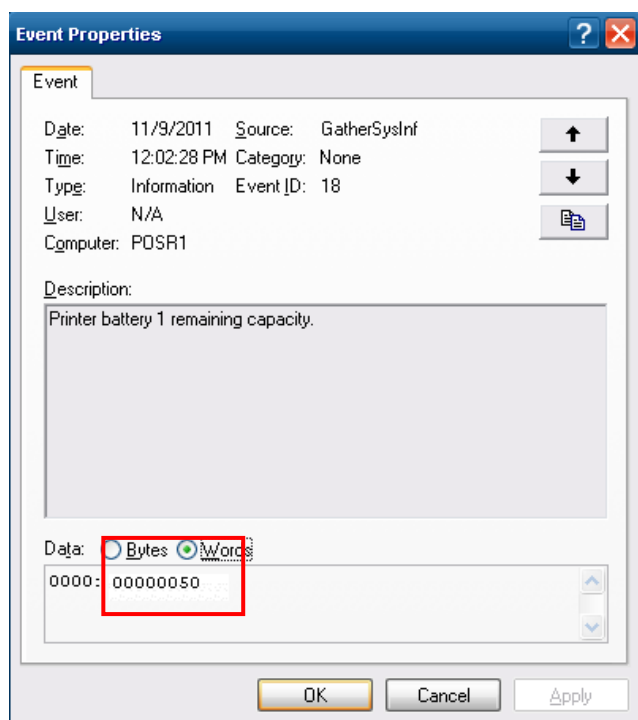 Event Properties
Event
Date: 11/9/2011 Source: GatherSysInf
Time: 12:02:28 PM Category: None
Type: Information Event ID: 18
User: N/A
Computer: POSR1
Description:
Printer battery 1 remaining capacity.
Data: Bytes Words
0000: 00000050
OK Cancel Apply